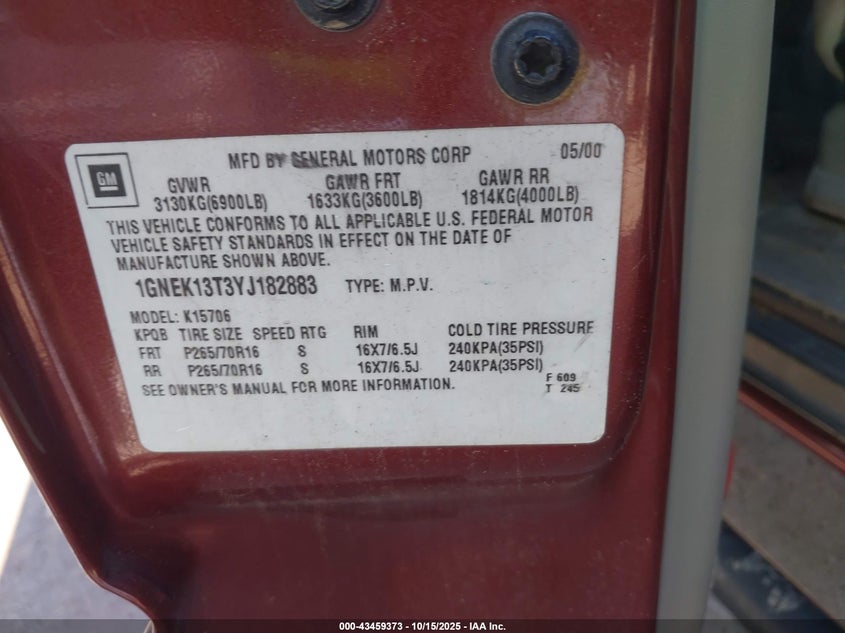 GM
MFD BY GENERAL MOTORS CORP 05/00
GVWR GAWR FRT GAWR RR
3130KG(6900LB) 1633KG(3600LB) 1814KG(4000LB)
THIS VEHICLE CONFORMS TO ALL APPLICABLE U.S. FEDERAL MOTOR
VEHICLE SAFETY STANDARDS IN EFFECT ON THE DATE OF
MANUFACTURE SHOWN ABOVE.
1GNEK13T3YJ182883 TYPE: M.P.V.
MODEL: K15706
KPQB TIRE SIZE SPEED RTG RIM COLD TIRE PRESSURE
FRT P265/70R16 S 16X7/6.5J 240KPA(35PSI)
RR P265/70R16 S 16X7/6.5J 240KPA(35PSI)
SEE OWNER'S MANUAL FOR MORE INFORMATION.
F 609
T 245
000-43459373 - 10/15/2025 - IAA Inc.